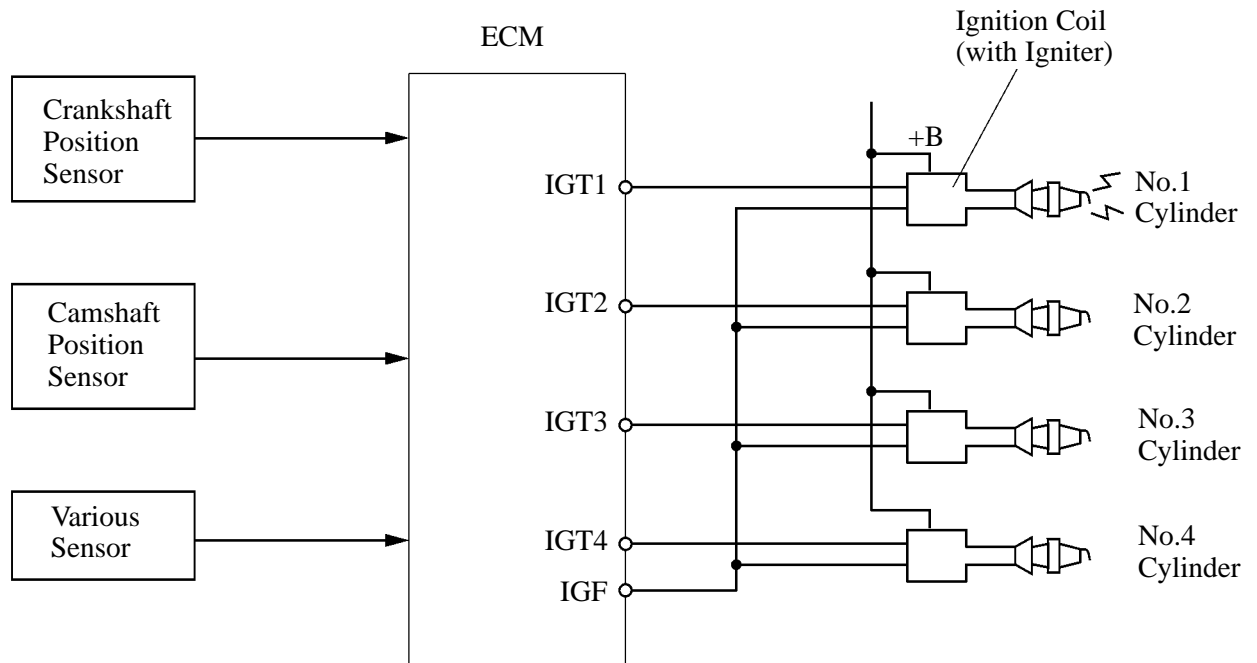 ECM
Ignition Coil
(with Igniter)
Crankshaft
Position
Sensor
+B
IGT1
No.1
Cylinder
Camshaft
Position
Sensor
IGT2
No.2
Cylinder
IGT3
No.3
Cylinder
Various
Sensor
IGT4
No.4
Cylinder
IGF